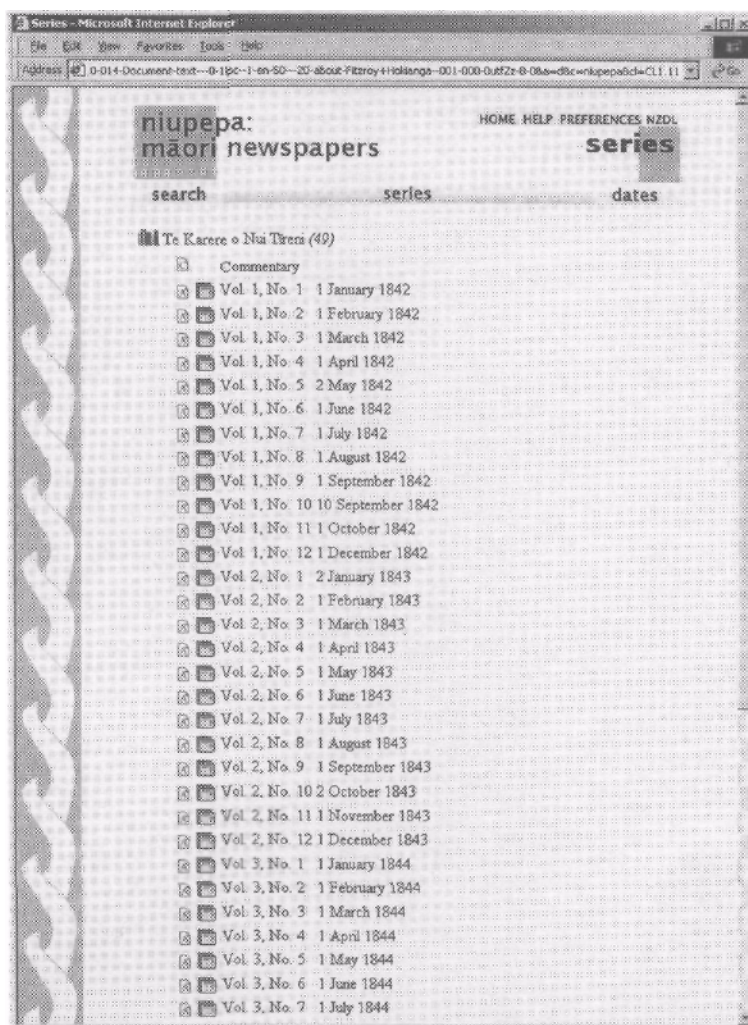 Series - Microsoft Internet Explorer
File Edit View Favorites Tools Help
Address
Go
niupepa:
māori newspapers
HOME HELP PREFERENCES NZDL
series
search series dates
Te Karere o Nui Tireni (49)
Commentary
Vol. 1, No. 1 1 January 1842
Vol. 1, No. 2 1 February 1842
Vol. 1, No. 3 1 March 1842
Vol. 1, No. 4 1 April 1842
Vol. 1, No. 5 2 May 1842
Vol. 1, No. 6 1 June 1842
Vol. 1, No. 7 1 July 1842
Vol. 1, No. 8 1 August 1842
Vol. 1, No. 9 1 September 1842
Vol. 1, No. 10 10 September 1842
Vol. 1, No. 11 1 October 1842
Vol. 1, No. 12 1 December 1842
Vol. 2, No. 1 2 January 1843
Vol. 2, No. 2 1 February 1843
Vol. 2, No. 3 1 March 1843
Vol. 2, No. 4 1 April 1843
Vol. 2, No. 5 1 May 1843
Vol. 2, No. 6 1 June 1843
Vol. 2, No. 7 1 July 1843
Vol. 2, No. 8 1 August 1843
Vol. 2, No. 9 1 September 1843
Vol. 2, No. 10 2 October 1843
Vol. 2, No. 11 1 November 1843
Vol. 2, No. 12 1 December 1843
Vol. 3, No. 1 1 January 1844
Vol. 3, No. 2 1 February 1844
Vol. 3, No. 3 1 March 1844
Vol. 3, No. 4 1 April 1844
Vol. 3, No. 5 1 May 1844
Vol. 3, No. 6 1 June 1844
Vol. 3, No. 7 1 July 1844